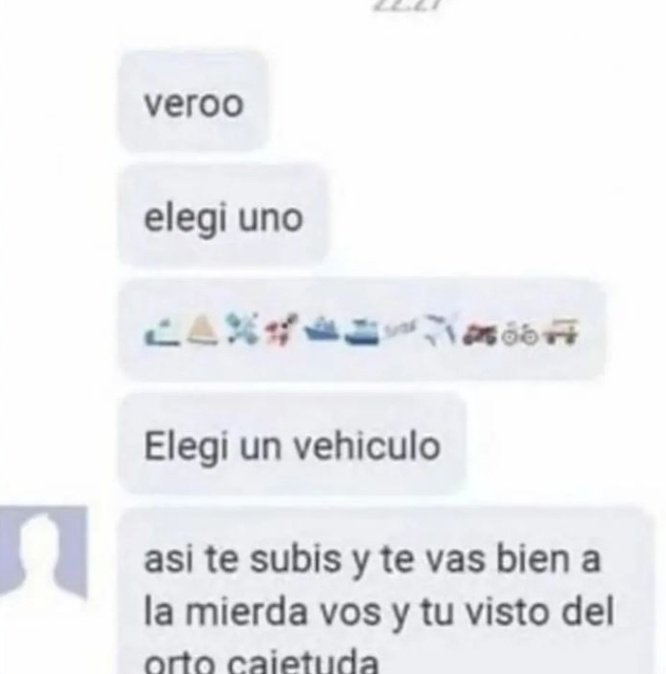 veroo
elegi uno
Elegi un vehiculo
asi te subis y te vas bien a
la mierda vos y tu visto del
orto cajetuda